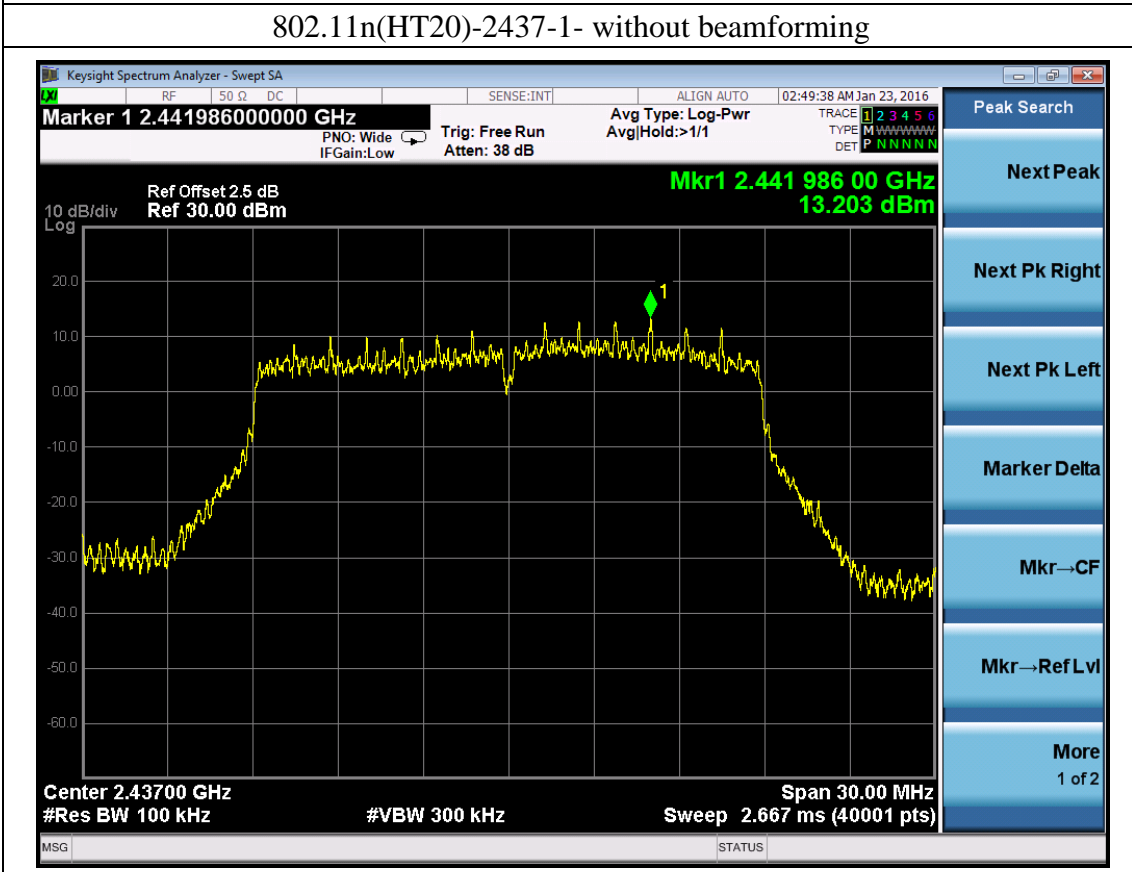 802.11n(HT20)-2437-1- without beamforming
Keysight Spectrum Analyzer - Swept SA
LXI RF 50 Ω DC SENSE:INT ALIGN AUTO 02:49:38 AM Jan 23, 2016
Marker 1 2.441986000000 GHz
PNO: Wide
IFGain:Low
Trig: Free Run
Atten: 38 dB
Avg Type: Log-Pwr
Avg|Hold:>1/1
TRACE 1 2 3 4 5 6
TYPE M WWWWW
DET P N N N N N
Peak Search
Mkr1 2.441 986 00 GHz
13.203 dBm
Ref Offset 2.5 dB
10 dB/div Ref 30.00 dBm
Log
20.0
10.0
0.00
-10.0
-20.0
-30.0
-40.0
-50.0
-60.0
1
Next Peak
Next Pk Right
Next Pk Left
Marker Delta
Mkr→CF
Mkr→Ref Lvl
More
1 of 2
Center 2.43700 GHz Span 30.00 MHz
#Res BW 100 kHz #VBW 300 kHz Sweep 2.667 ms (40001 pts)
MSG STATUS